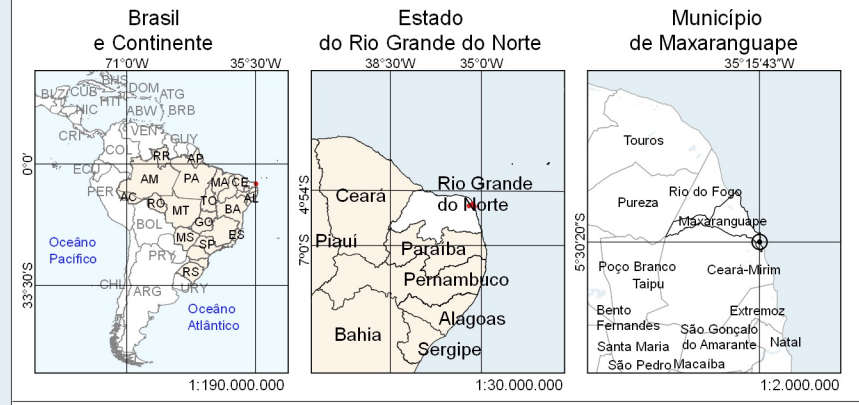 Brasil
e Continente
71°0'W
35°30'W
0°0'
33°30'S
BHS
BLZ
CUB
DOM
HTI
ATG
NIC
ABW
BRB
CRI
VEN
GUY
COL
RR
AP
ECU
AM
PA
MA
CE
PER
AC
RO
TO
AL
MT
BA
BOL
GO
MS
ES
SP
PRY
RS
CHL
ARG
URY
Oceâno
Pacífico
Oceâno
Atlântico
1:190.000.000
Estado
do Rio Grande do Norte
38°30'W
35°0'W
4°54'S
7°0'S
Rio Grande
do Norte
Ceará
Piauí
Paraíba
Pernambuco
Alagoas
Bahia
Sergipe
1:30.000.000
Município
de Maxaranguape
35°15'43'W
5°30'20'S
Touros
Rio do Fogo
Pureza
Maxaranguape
Poço Branco
Ceará-Mirim
Taipu
Bento
Fernandes
Extremoz
São Gonçalo
do Amarante
Natal
Santa Maria
São Pedro
Macaíba
1:2.000.000